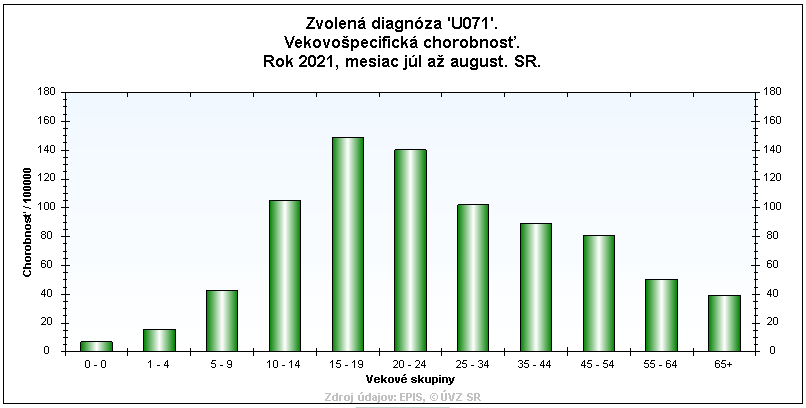 Zvolená diagnóza 'U071'.
Vekovošpecifická chorobnosť.
Rok 2021, mesiac júl až august. SR.
180 180
160 160
140 140
120 120
100 100
80 80
60 60
40 40
20 20
0 0
Chorobnosť / 100000
0 - 0 1 - 4 5 - 9 10 - 14 15 - 19 20 - 24 25 - 34 35 - 44 45 - 54 55 - 64 65+
Vekové skupiny
Zdroj údajov: EPIS, © ÚVZ SR